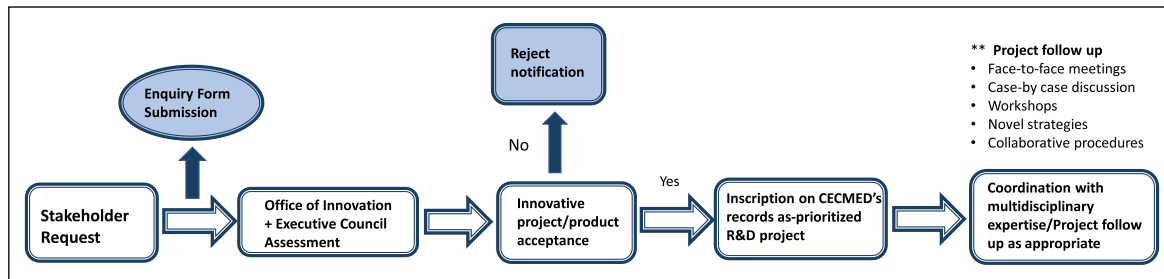 Stakeholder
Request
Enquiry Form
Submission
Office of Innovation
+ Executive Council
Assessment
Innovative
project/product
acceptance
No
Reject
notification
Yes
Inscription on CECMED's
records as-prioritized
R&D project
Coordination with
multidisciplinary
expertise/Project follow
up as appropriate
** Project follow up
• Face-to-face meetings
• Case-by case discussion
• Workshops
• Novel strategies
• Collaborative procedures